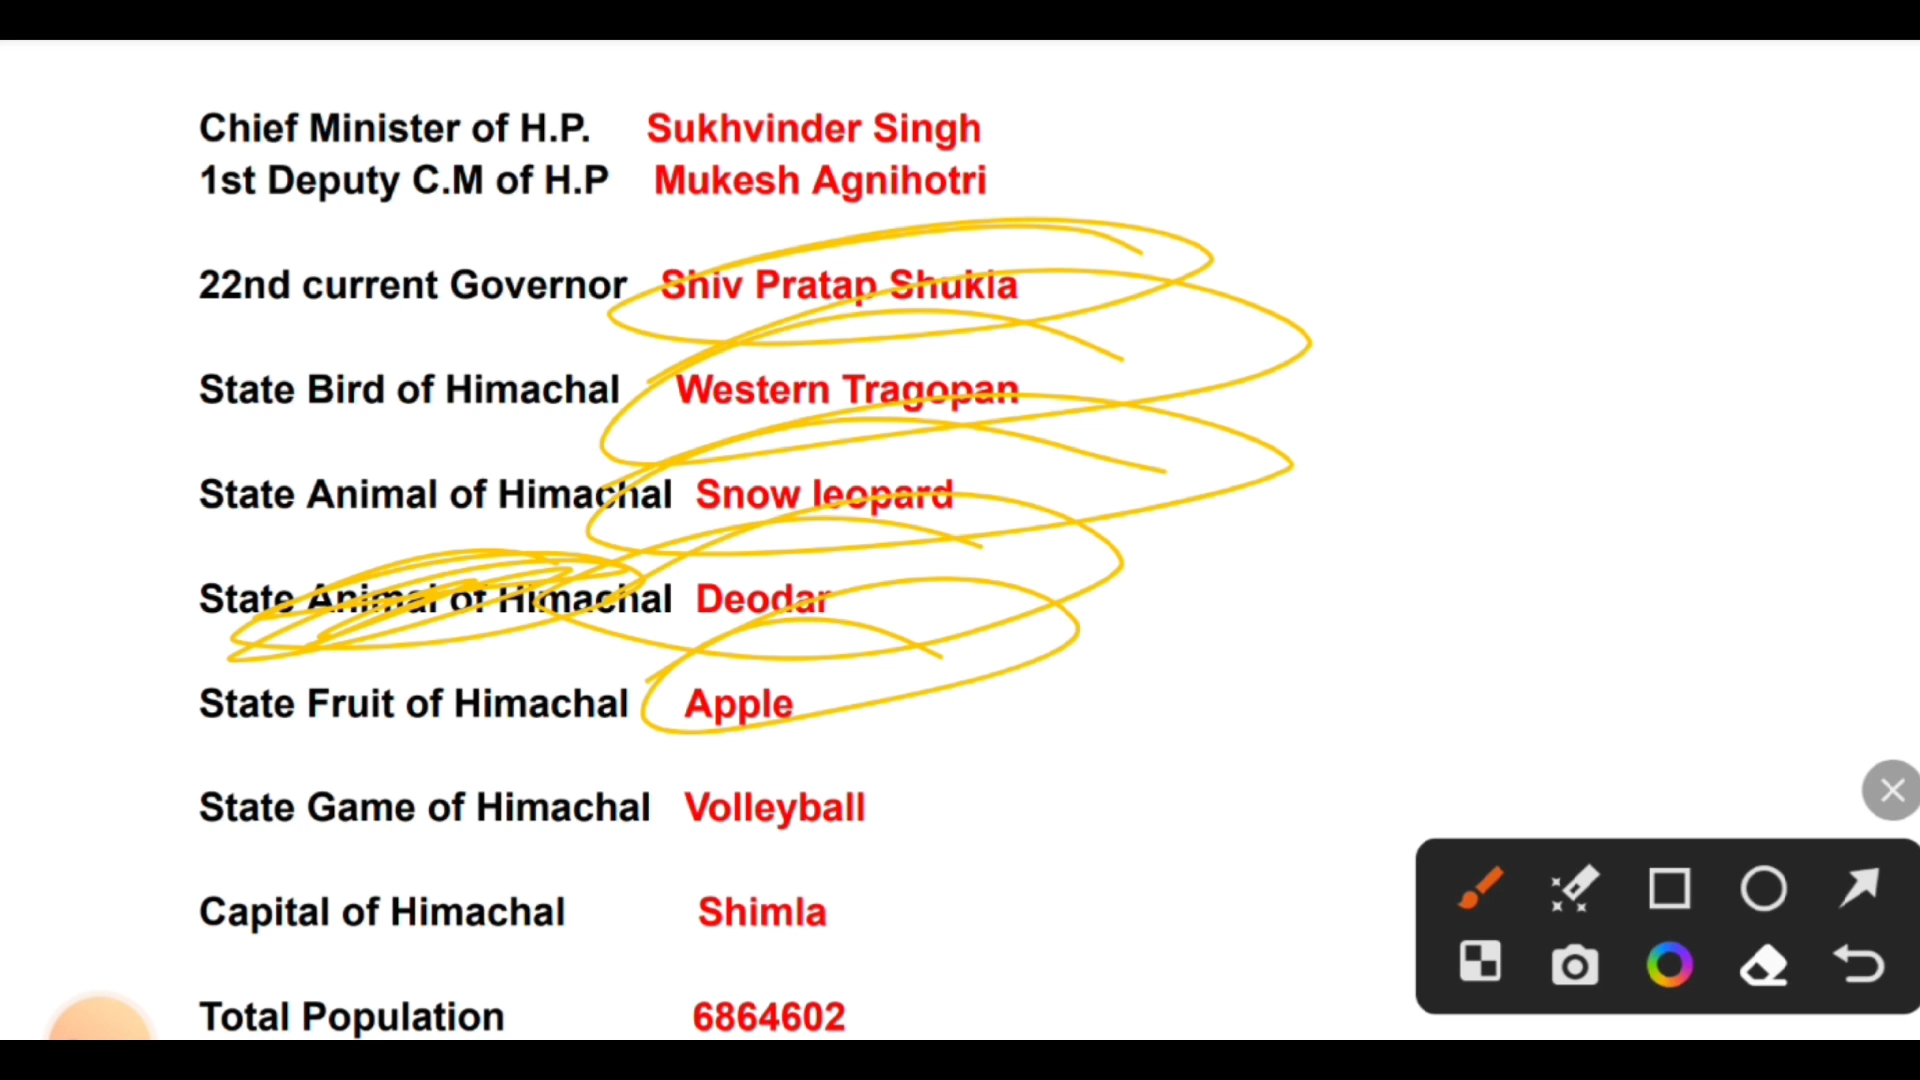 Chief Minister of H.P. Sukhvinder Singh
1st Deputy C.M of H.P Mukesh Agnihotri
22nd current Governor Shiv Pratap Shukla
State Bird of Himachal Western Tragopan
State Animal of Himachal Snow leopard
State Animal of Himachal Deodar
State Fruit of Himachal Apple
State Game of Himachal Volleyball
Capital of Himachal Shimla
Total Population 6864602